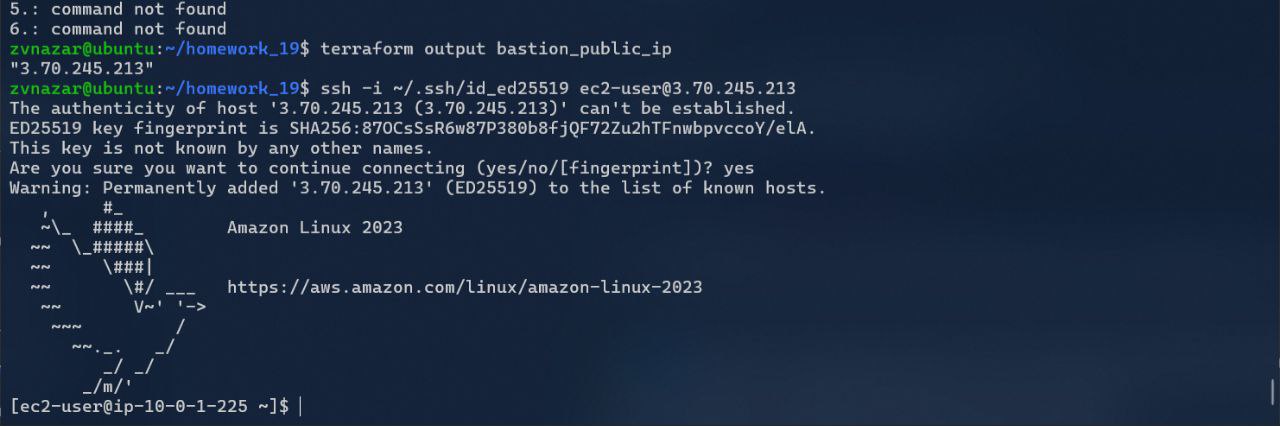 5.: command not found
6.: command not found
zvnazar@ubuntu:~/homework_19$ terraform output bastion_public_ip
"3.70.245.213"
zvnazar@ubuntu:~/homework_19$ ssh -i ~/.ssh/id_ed25519 ec2-user@3.70.245.213
The authenticity of host '3.70.245.213 (3.70.245.213)' can't be established.
ED25519 key fingerprint is SHA256:87OCsSsR6w87P380b8fjQF72Zu2hTFnwbpvccoY/elA.
This key is not known by any other names.
Are you sure you want to continue connecting (yes/no/[fingerprint])? yes
Warning: Permanently added '3.70.245.213' (ED25519) to the list of known hosts.
   ,     #_
   ~\_  ####_        Amazon Linux 2023
  ~~  \_#####\
  ~~     \###|
  ~~       \#/ ___   https://aws.amazon.com/linux/amazon-linux-2023
   ~~       V~' '->
    ~~~         /
      ~~._.   _/
         _/ _/
       _/m/'
[ec2-user@ip-10-0-1-225 ~]$